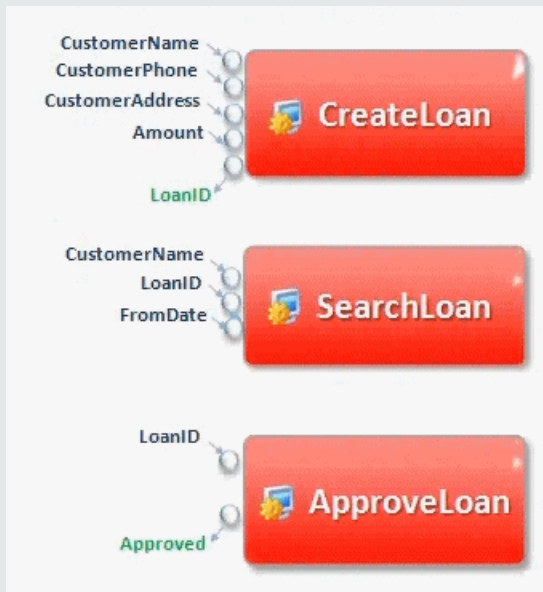 CustomerName
CustomerPhone
CustomerAddress
Amount
LoanID
CreateLoan
CustomerName
LoanID
FromDate
SearchLoan
LoanID
Approved
ApproveLoan